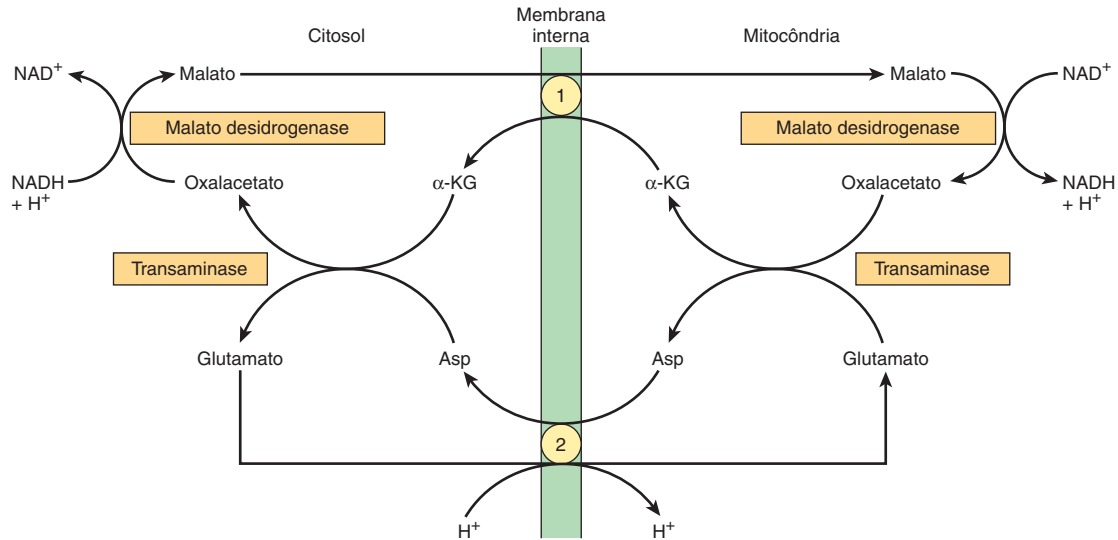 Citosol
Membrana
interna
Mitocôndria
NAD⁺
Malato
Malato
NAD⁺
1
Malato desidrogenase
Malato desidrogenase
NADH
+ H⁺
Oxalacetato
α-KG
α-KG
Oxalacetato
NADH
+ H⁺
Transaminase
Transaminase
Glutamato
Asp
Asp
Glutamato
2
H⁺
H⁺